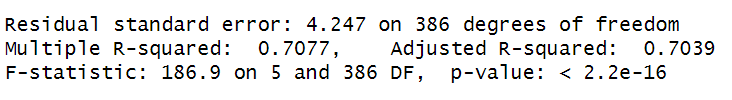 Residual standard error: 4.247 on 386 degrees of freedom
Multiple R-squared:  0.7077,    Adjusted R-squared:  0.7039
F-statistic: 186.9 on 5 and 386 DF,  p-value: < 2.2e-16